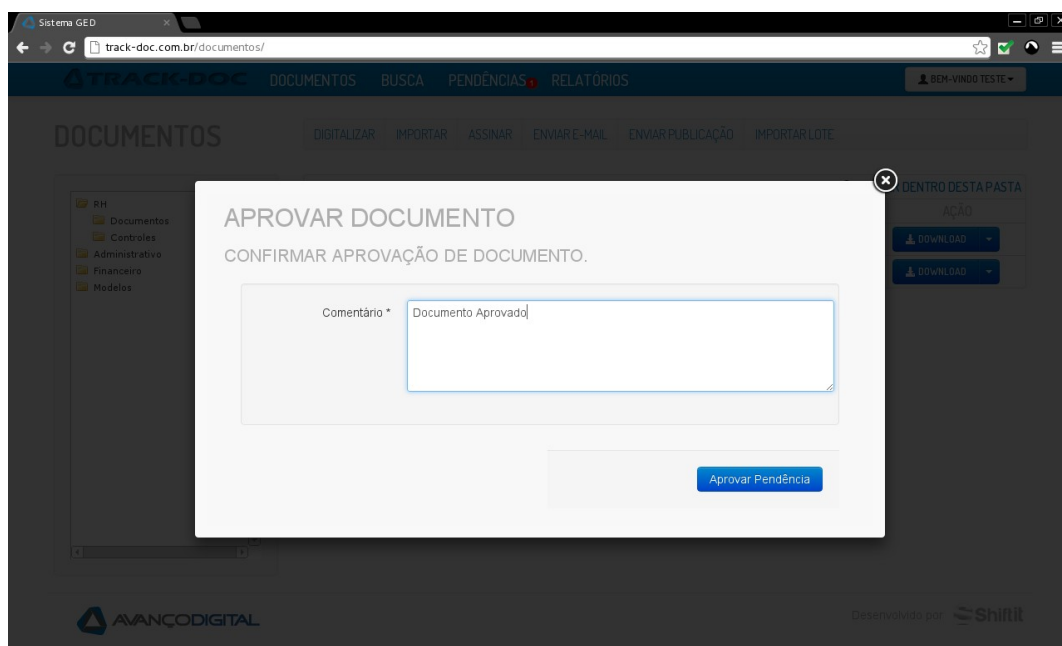 Sistema GED
track-doc.com.br/documentos/
TRACK-DOC DOCUMENTOS BUSCA PENDÊNCIAS RELATÓRIOS BEM-VINDO TESTE
DOCUMENTOS DIGITALIZAR IMPORTAR ASSINAR ENVIAR E-MAIL ENVIAR PUBLICAÇÃO IMPORTAR LOTE
DENTRO DESTA PASTA
AÇÃO
RH
Documentos
Controles
Administrativo
Financeiro
Modelos
DOWNLOAD
DOWNLOAD
APROVAR DOCUMENTO
CONFIRMAR APROVAÇÃO DE DOCUMENTO.
Comentário *
Documento Aprovado
Aprovar Pendência
AVANÇODIGITAL
Desenvolvido por Shiftit